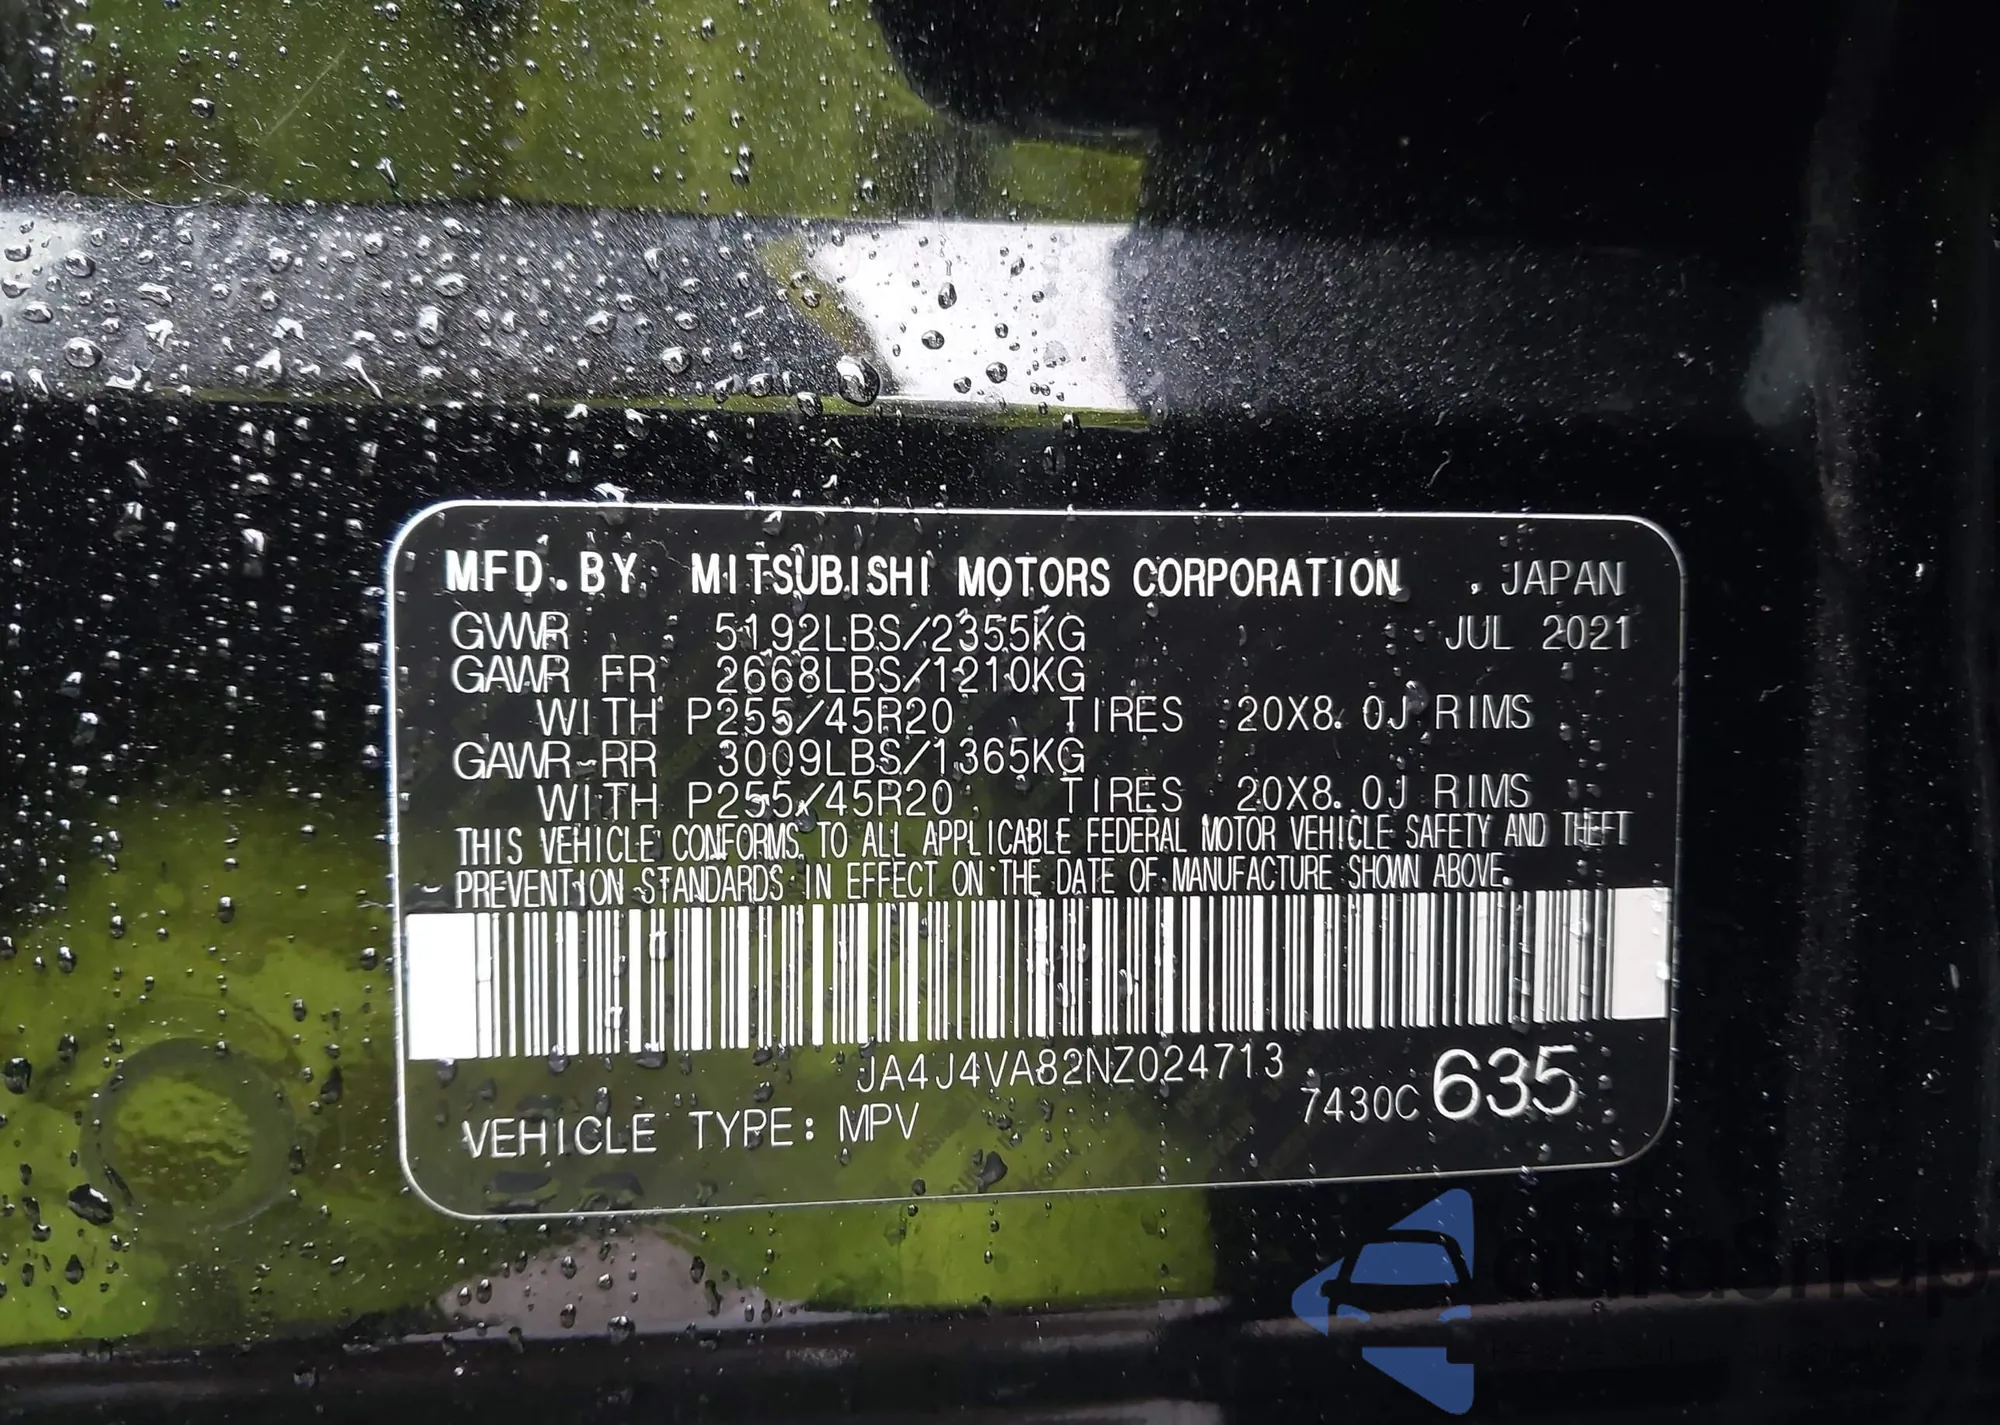 MFD.BY MITSUBISHI MOTORS CORPORATION , JAPAN
GVWR 5192LBS/2355KG JUL 2021
GAWR FR 2668LBS/1210KG
WITH P255/45R20 TIRES 20X8.0J RIMS
GAWR RR 3009LBS/1365KG
WITH P255/45R20 TIRES 20X8.0J RIMS
THIS VEHICLE CONFORMS TO ALL APPLICABLE FEDERAL MOTOR VEHICLE SAFETY AND THEFT
PREVENTION STANDARDS IN EFFECT ON THE DATE OF MANUFACTURE SHOWN ABOVE.
JA4J4VA82NZ024713
7430C 635
VEHICLE TYPE: MPV